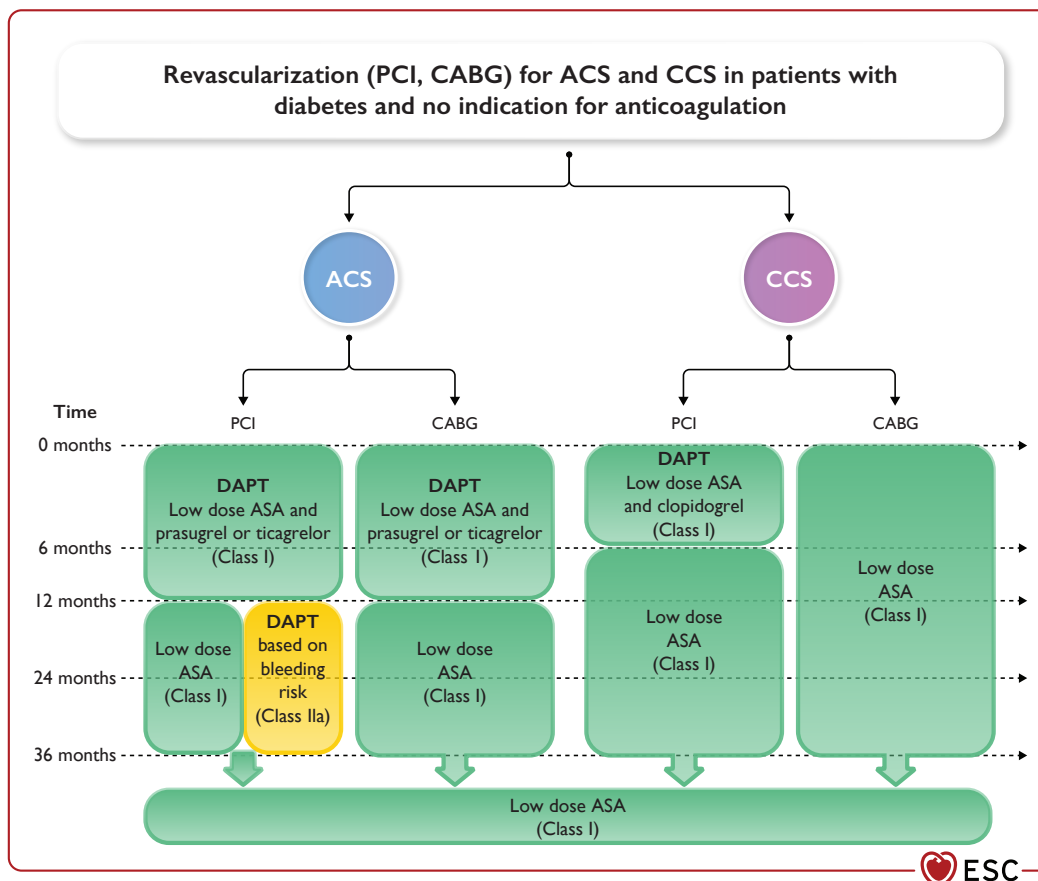 Revascularization (PCI, CABG) for ACS and CCS in patients with
diabetes and no indication for anticoagulation
ACS
CCS
Time
PCI
CABG
PCI
CABG
0 months
DAPT
Low dose ASA and
prasugrel or ticagrelor
(Class I)
DAPT
Low dose ASA and
prasugrel or ticagrelor
(Class 1)
DAPT
Low dose ASA
and clopidogrel
(Class I)
6 months
Low dose
ASA
(Class I)
12 months
Low dose
ASA
(Class I)
DAPT
based on
bleeding
risk
(Class IIa)
Low dose
ASA
(Class I)
Low dose
ASA
(Class I)
24 months
36 months
Low dose ASA
(Class I)
ESC